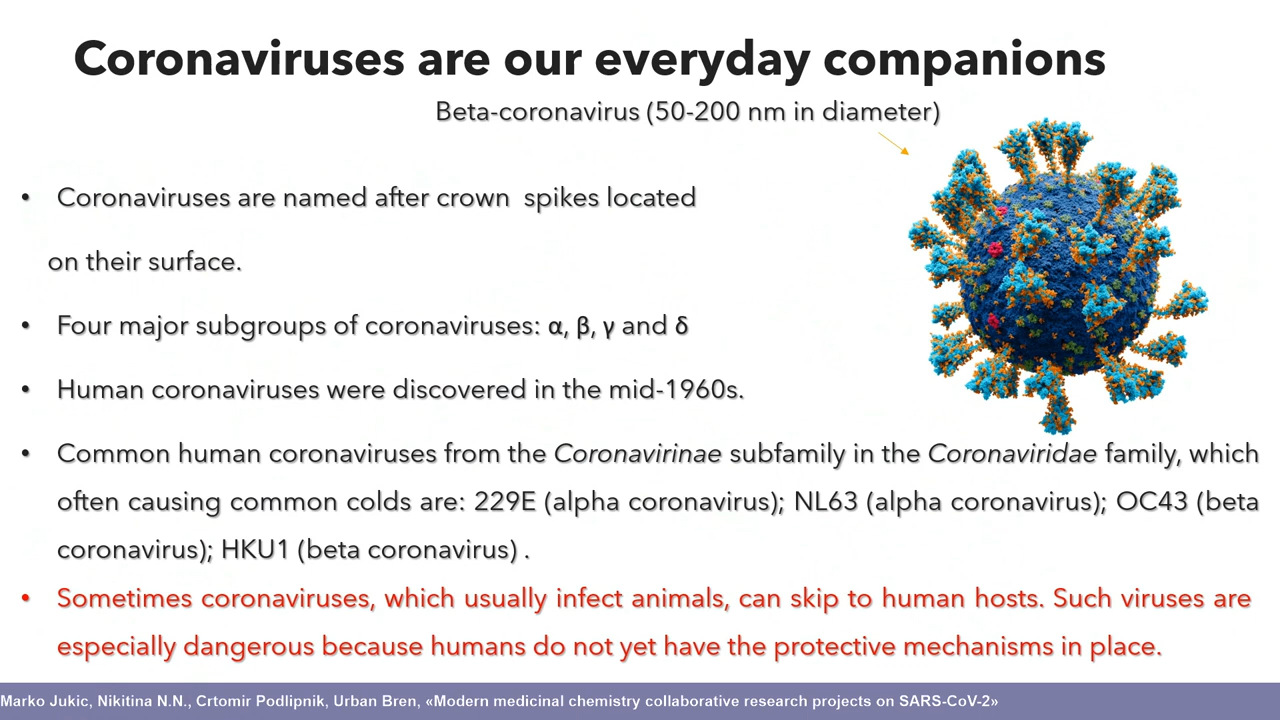 Coronaviruses are our everyday companions
Beta-coronavirus (50-200 nm in diameter)
• Coronaviruses are named after crown  spikes located
on their surface.
• Four major subgroups of coronaviruses: α, β, γ and δ
• Human coronaviruses were discovered in the mid-1960s.
• Common human coronaviruses from the Coronavirinae subfamily in the Coronaviridae family, which
often causing common colds are: 229E (alpha coronavirus); NL63 (alpha coronavirus); OC43 (beta
coronavirus); HKU1 (beta coronavirus) .
• Sometimes coronaviruses, which usually infect animals, can skip to human hosts. Such viruses are
especially dangerous because humans do not yet have the protective mechanisms in place.
Marko Jukic, Nikitina N.N., Crtomir Podlipnik, Urban Bren, «Modern medicinal chemistry collaborative research projects on SARS-CoV-2»